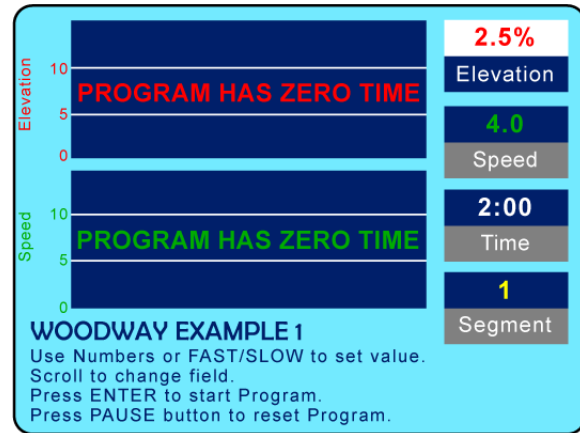 Elevation
10
5
0
PROGRAM HAS ZERO TIME
2.5%
Elevation
4.0
Speed
Speed
10
5
0
PROGRAM HAS ZERO TIME
2:00
Time
1
Segment
WOODWAY EXAMPLE 1
Use Numbers or FAST/SLOW to set value.
Scroll to change field.
Press ENTER to start Program.
Press PAUSE button to reset Program.